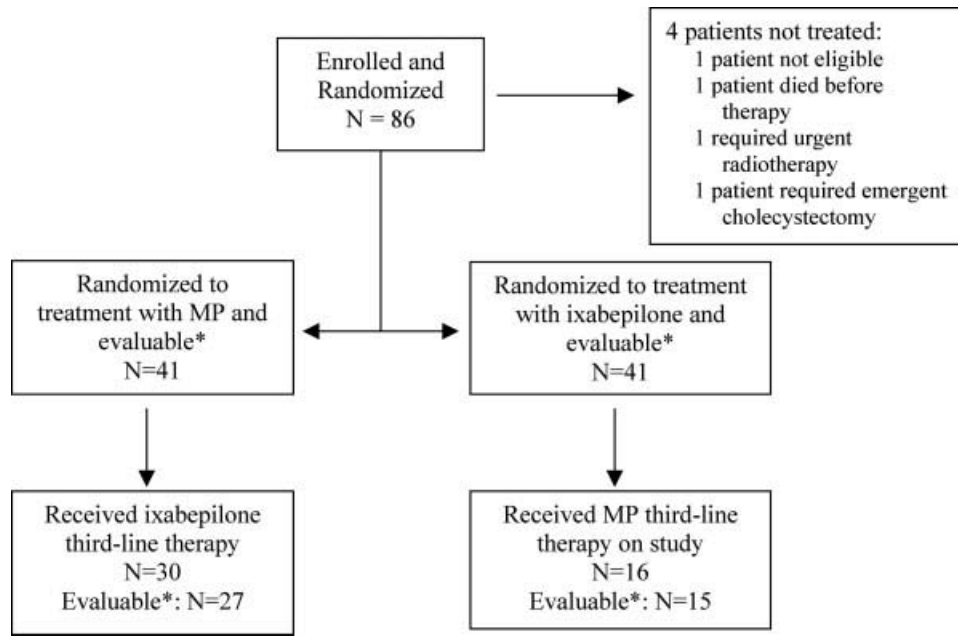 Enrolled and
Randomized
N = 86
4 patients not treated:
1 patient not eligible
1 patient died before
therapy
1 required urgent
radiotherapy
1 patient required emergent
cholecystectomy
Randomized to
treatment with MP and
evaluable*
N=41
Randomized to treatment
with ixabepilone and
evaluable*
N=41
Received ixabepilone
third-line therapy
N=30
Evaluable*: N=27
Received MP third-line
therapy on study
N=16
Evaluable*: N=15